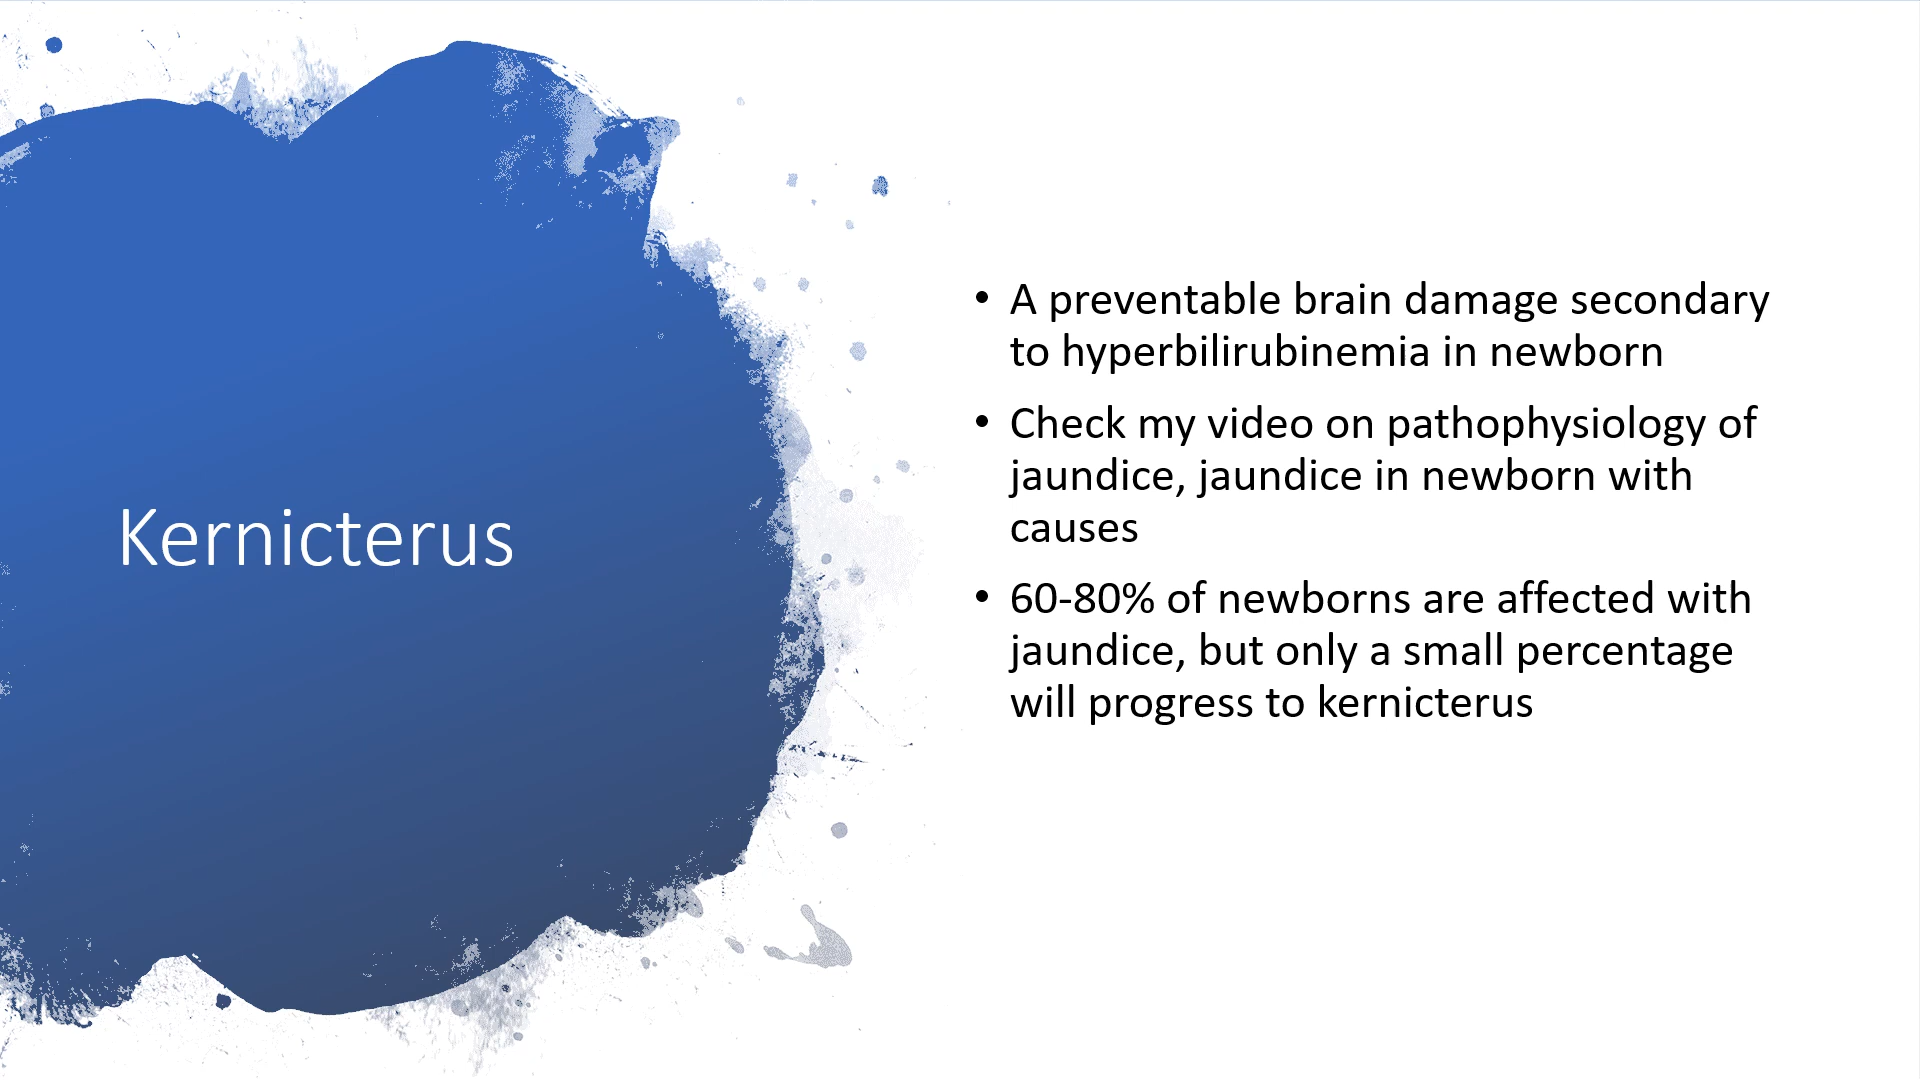 Kernicterus
• A preventable brain damage secondary
to hyperbilirubinemia in newborn
• Check my video on pathophysiology of
jaundice, jaundice in newborn with
causes
• 60-80% of newborns are affected with
jaundice, but only a small percentage
will progress to kernicterus